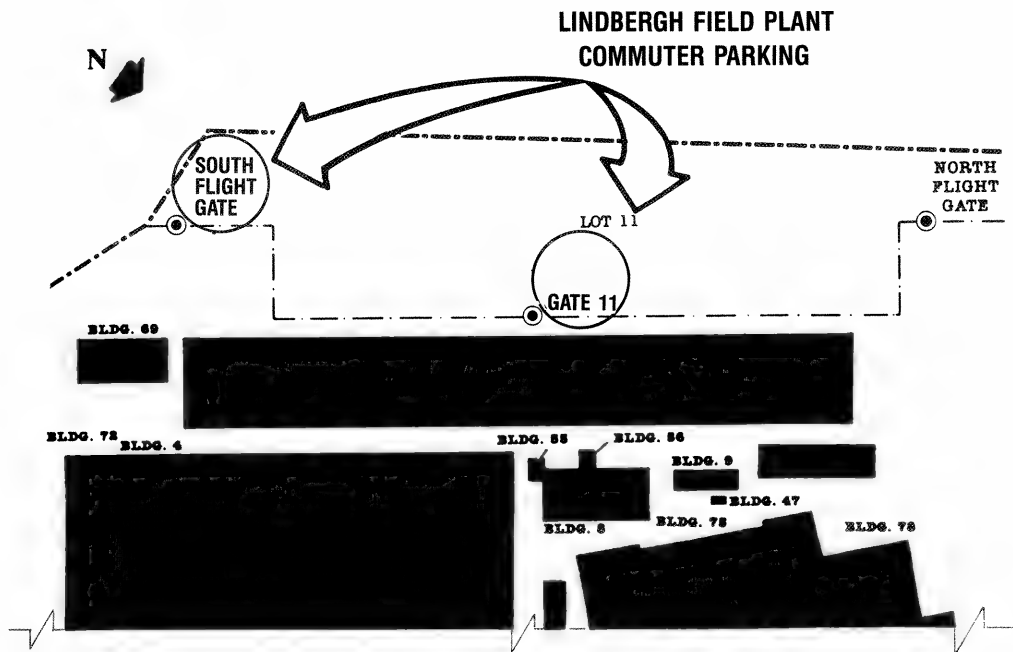 LINDBERGH FIELD PLANT
COMMUTER PARKING
N
SOUTH
FLIGHT
GATE
NORTH
FLIGHT
GATE
LOT 11
GATE 11
BLDG. 69
BLDG. 72
BLDG. 4
BLDG. 55
BLDG. 56
BLDG. 9
BLDG. 47
BLDG. 8
BLDG. 75
BLDG. 78